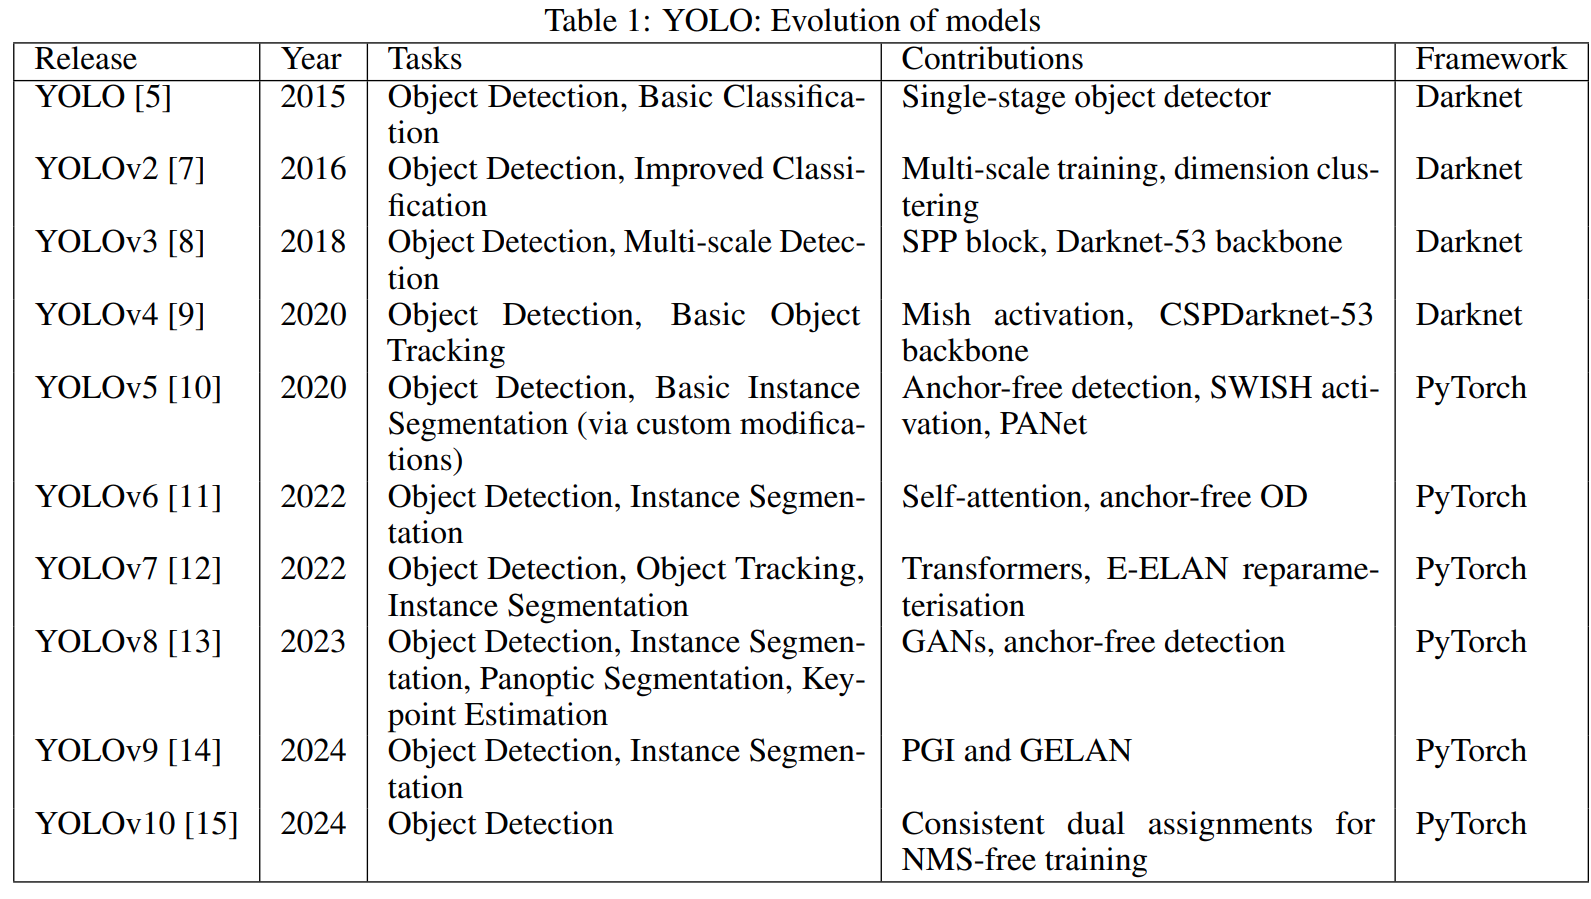 Table 1: YOLO: Evolution of models
Release Year Tasks Contributions Framework
YOLO [5] 2015 Object Detection, Basic Classifica- Single-stage object detector Darknet
tion
YOLOv2 [7] 2016 Object Detection, Improved Classi- Multi-scale training, dimension clus- Darknet
fication tering
YOLOv3 [8] 2018 Object Detection, Multi-scale Detec- SPP block, Darknet-53 backbone Darknet
tion
YOLOv4 [9] 2020 Object Detection, Basic Object Mish activation, CSPDarknet-53 Darknet
Tracking backbone
YOLOv5 [10] 2020 Object Detection, Basic Instance Anchor-free detection, SWISH acti- PyTorch
Segmentation (via custom modifica- vation, PANet
tions)
YOLOv6 [11] 2022 Object Detection, Instance Segmen- Self-attention, anchor-free OD PyTorch
tation
YOLOv7 [12] 2022 Object Detection, Object Tracking, Transformers, E-ELAN reparame- PyTorch
Instance Segmentation terisation
YOLOv8 [13] 2023 Object Detection, Instance Segmen- GANs, anchor-free detection PyTorch
tation, Panoptic Segmentation, Key-
point Estimation
YOLOv9 [14] 2024 Object Detection, Instance Segmen- PGI and GELAN PyTorch
tation
YOLOv10 [15] 2024 Object Detection Consistent dual assignments for PyTorch
NMS-free training